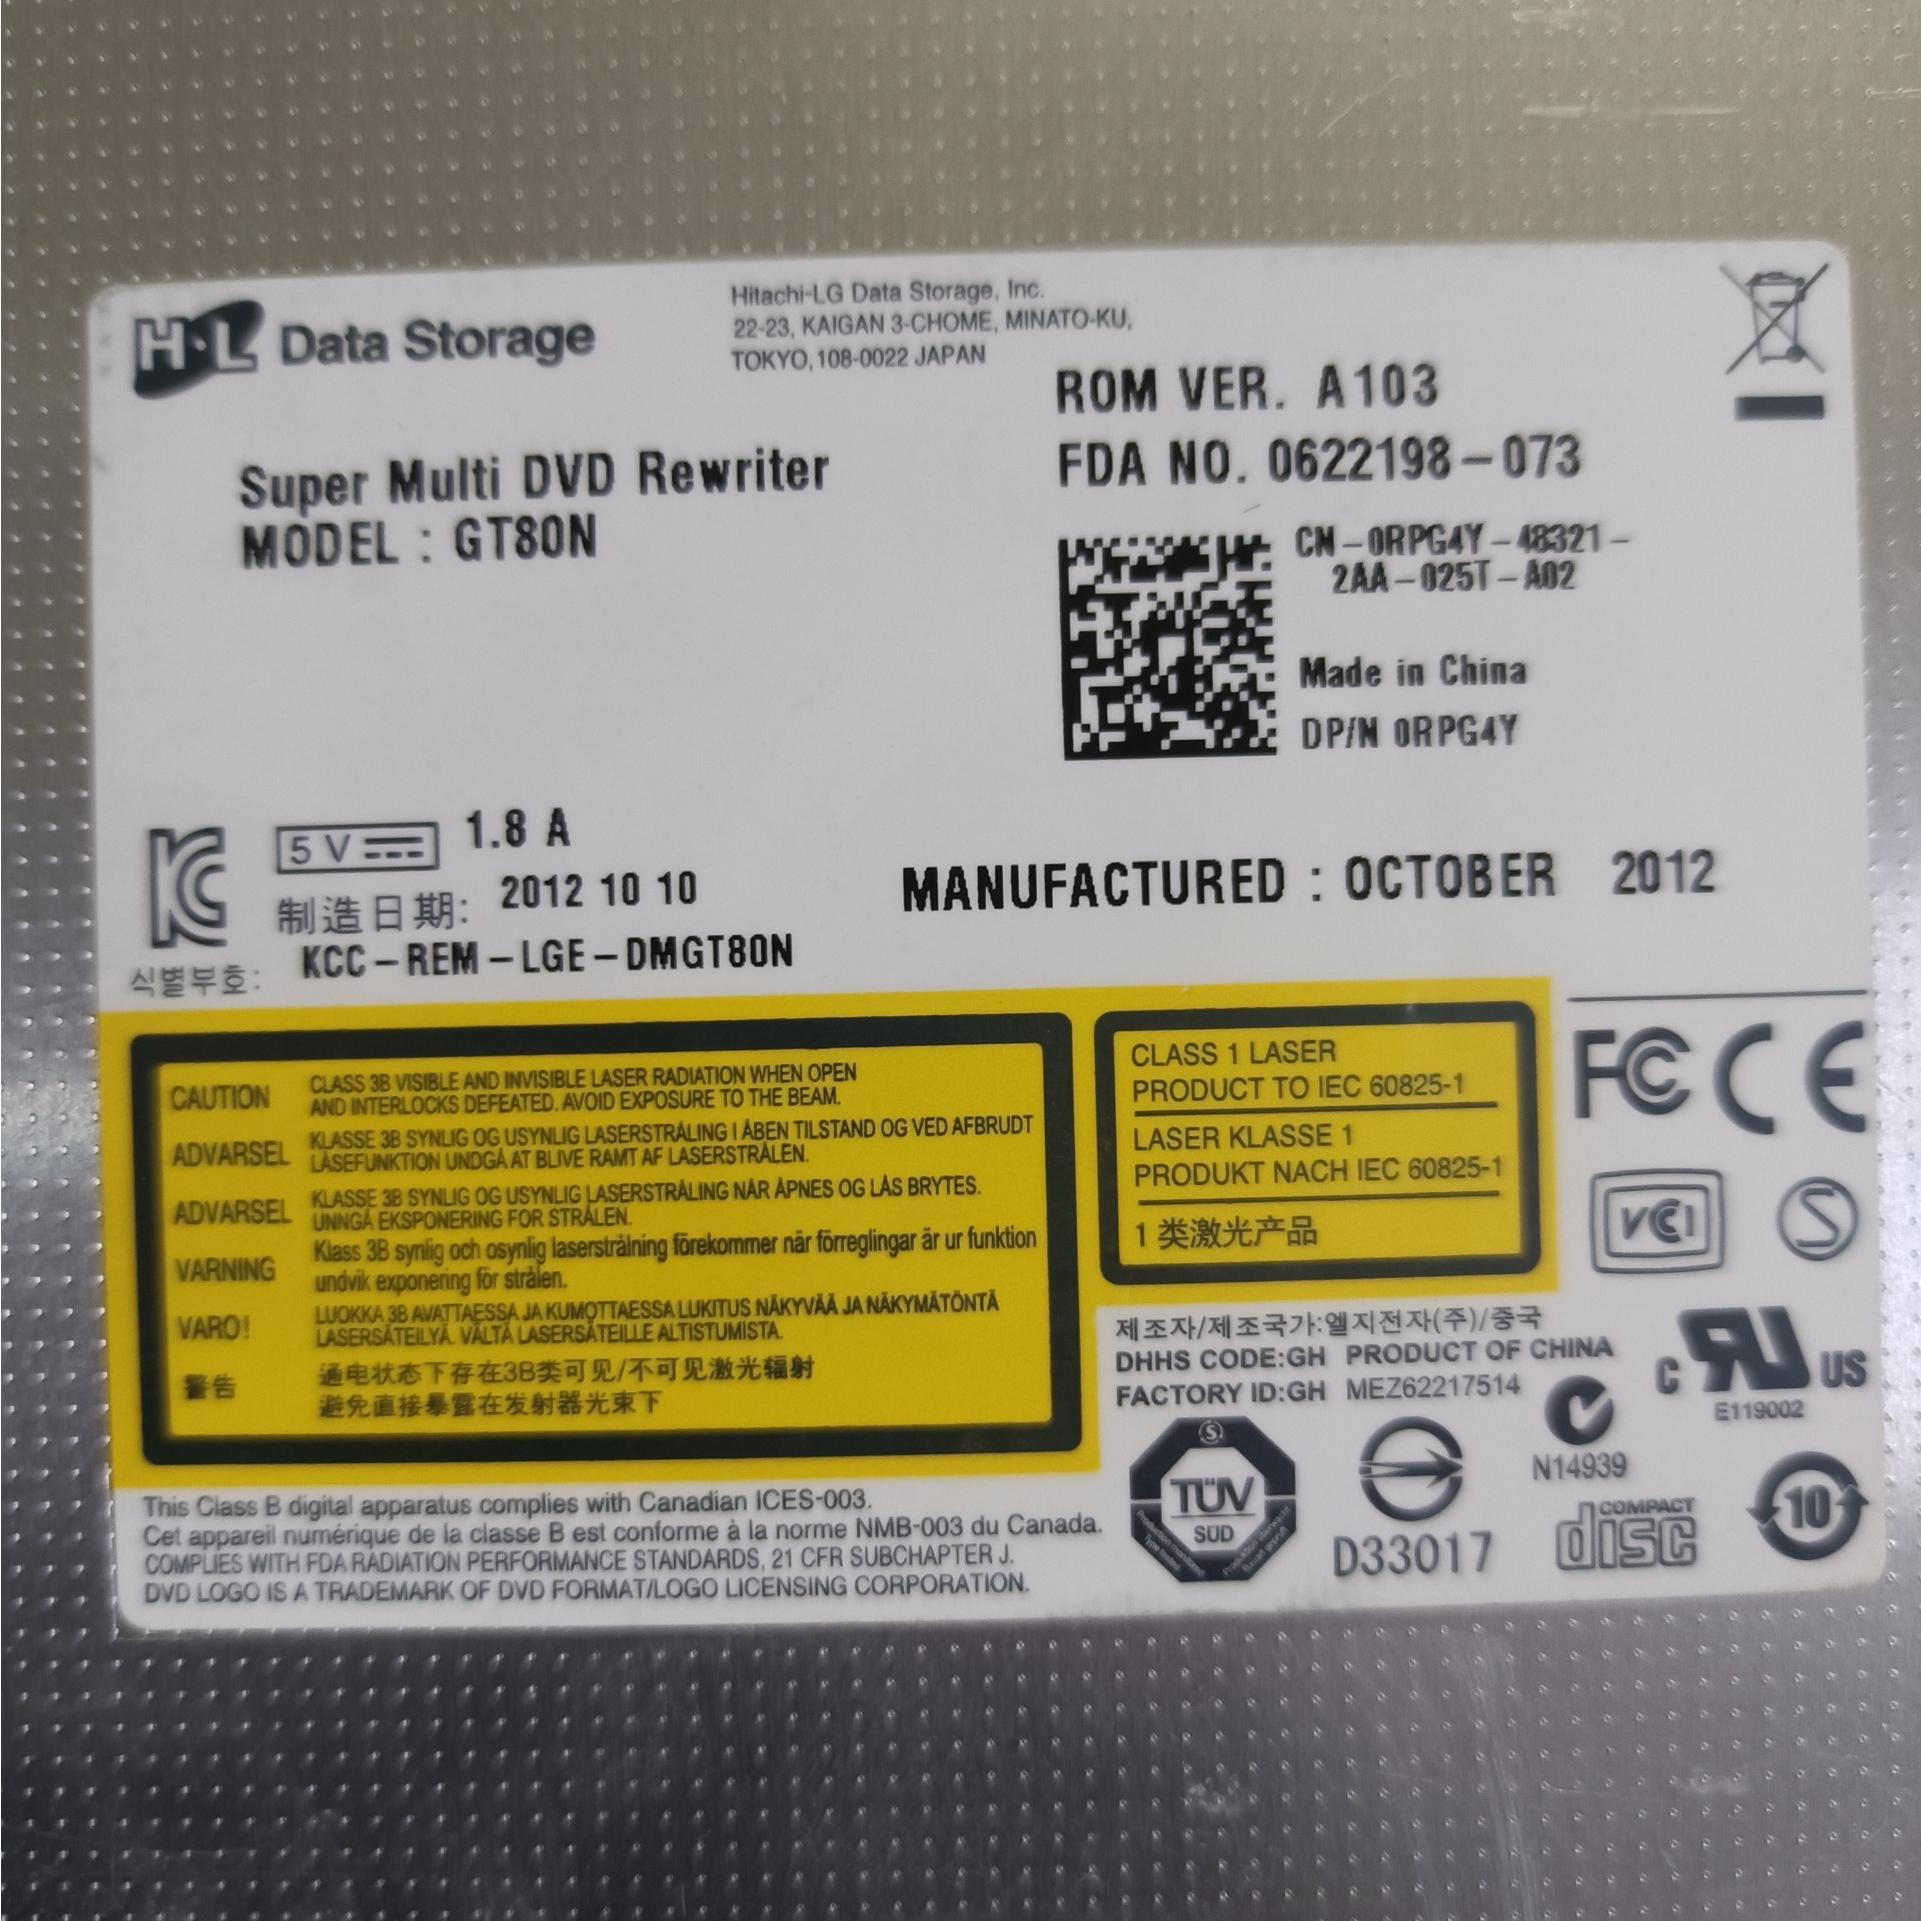 H·L Data Storage
Hitachi-LG Data Storage, Inc.
22-23, KAIGAN 3-CHOME, MINATO-KU,
TOKYO, 108-0022 JAPAN
ROM VER. A103
FDA NO. 0622198-073
Super Multi DVD Rewriter
MODEL : GT80N
CN-0RPG4Y-48321-
2AA-025T-A02
Made in China
DP/N 0RPG4Y
5V 1.8 A
制造日期: 2012 10 10
MANUFACTURED : OCTOBER 2012
식별부호: KCC-REM-LGE-DMGT80N
CAUTION CLASS 3B VISIBLE AND INVISIBLE LASER RADIATION WHEN OPEN
AND INTERLOCKS DEFEATED. AVOID EXPOSURE TO THE BEAM.
ADVARSEL KLASSE 3B SYNLIG OG USYNLIG LASERSTRÅLING I ÅBEN TILSTAND OG VED AFBRUDT
LÅSEFUNKTION UNDGÅ AT BLIVE RAMT AF LASERSTRÅLEN.
ADVARSEL KLASSE 3B SYNLIG OG USYNLIG LASERSTRÅLING NÅR ÅPNES OG LÅS BRYTES.
UNNGÅ EKSPONERING FOR STRÅLEN.
VARNING Klass 3B synlig och osynlig laserstrålning förekommer när förreglingar är ur funktion
undvik exponering för strålen.
VARO! LUOKKA 3B AVATTAESSA JA KUMOTTAESSA LUKITUS NÄKYVÄÄ JA NÄKYMÄTÖNTÄ
LASERSÄTEILYÄ. VÄLTÄ LASERSÄTEILLE ALTISTUMISTA.
警告 通电状态下存在3B类可见/不可见激光辐射
避免直接暴露在发射器光束下
CLASS 1 LASER
PRODUCT TO IEC 60825-1
LASER KLASSE 1
PRODUKT NACH IEC 60825-1
1 类激光产品
FC CE
VCI S
제조자/제조국가:엘지전자(주)/중국
DHHS CODE:GH PRODUCT OF CHINA
FACTORY ID:GH MEZ62217514
c RU US
E119002
N14939
TÜV
SÜD
D33017
COMPACT
disc
10
This Class B digital apparatus complies with Canadian ICES-003.
Cet appareil numérique de la classe B est conforme à la norme NMB-003 du Canada.
COMPLIES WITH FDA RADIATION PERFORMANCE STANDARDS, 21 CFR SUBCHAPTER J.
DVD LOGO IS A TRADEMARK OF DVD FORMAT/LOGO LICENSING CORPORATION.